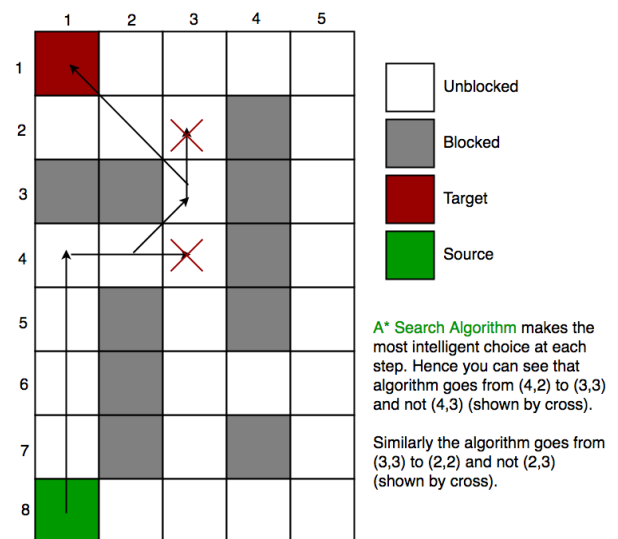 1 2 3 4 5
1
Unblocked
2
Blocked
3
Target
4
Source
5
A* Search Algorithm makes the
most intelligent choice at each
step. Hence you can see that
6
algorithm goes from (4,2) to (3,3)
and not (4,3) (shown by cross).
7
Similarly the algorithm goes from
(3,3) to (2,2) and not (2,3)
(shown by cross).
8